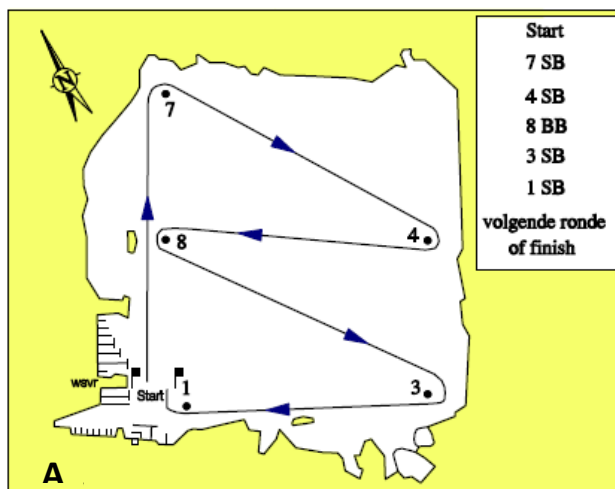 Start
7 SB
4 SB
8 BB
3 SB
1 SB
volgende ronde
of finish
N
7
8
4
wsvr
Start
1
3
A